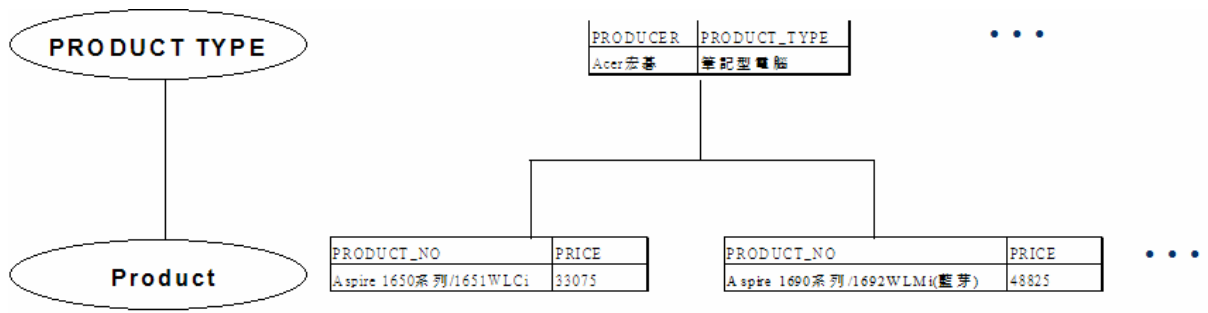 PRODUCT TYPE
PRODUCER PRODUCT_TYPE
Acer宏碁 筆記型電腦
• • •
Product
PRODUCT_NO PRICE
Aspire 1650系列/1651WLCi 33075
PRODUCT_NO PRICE
Aspire 1690系列/1692WLMi(藍芽) 48825
• • •